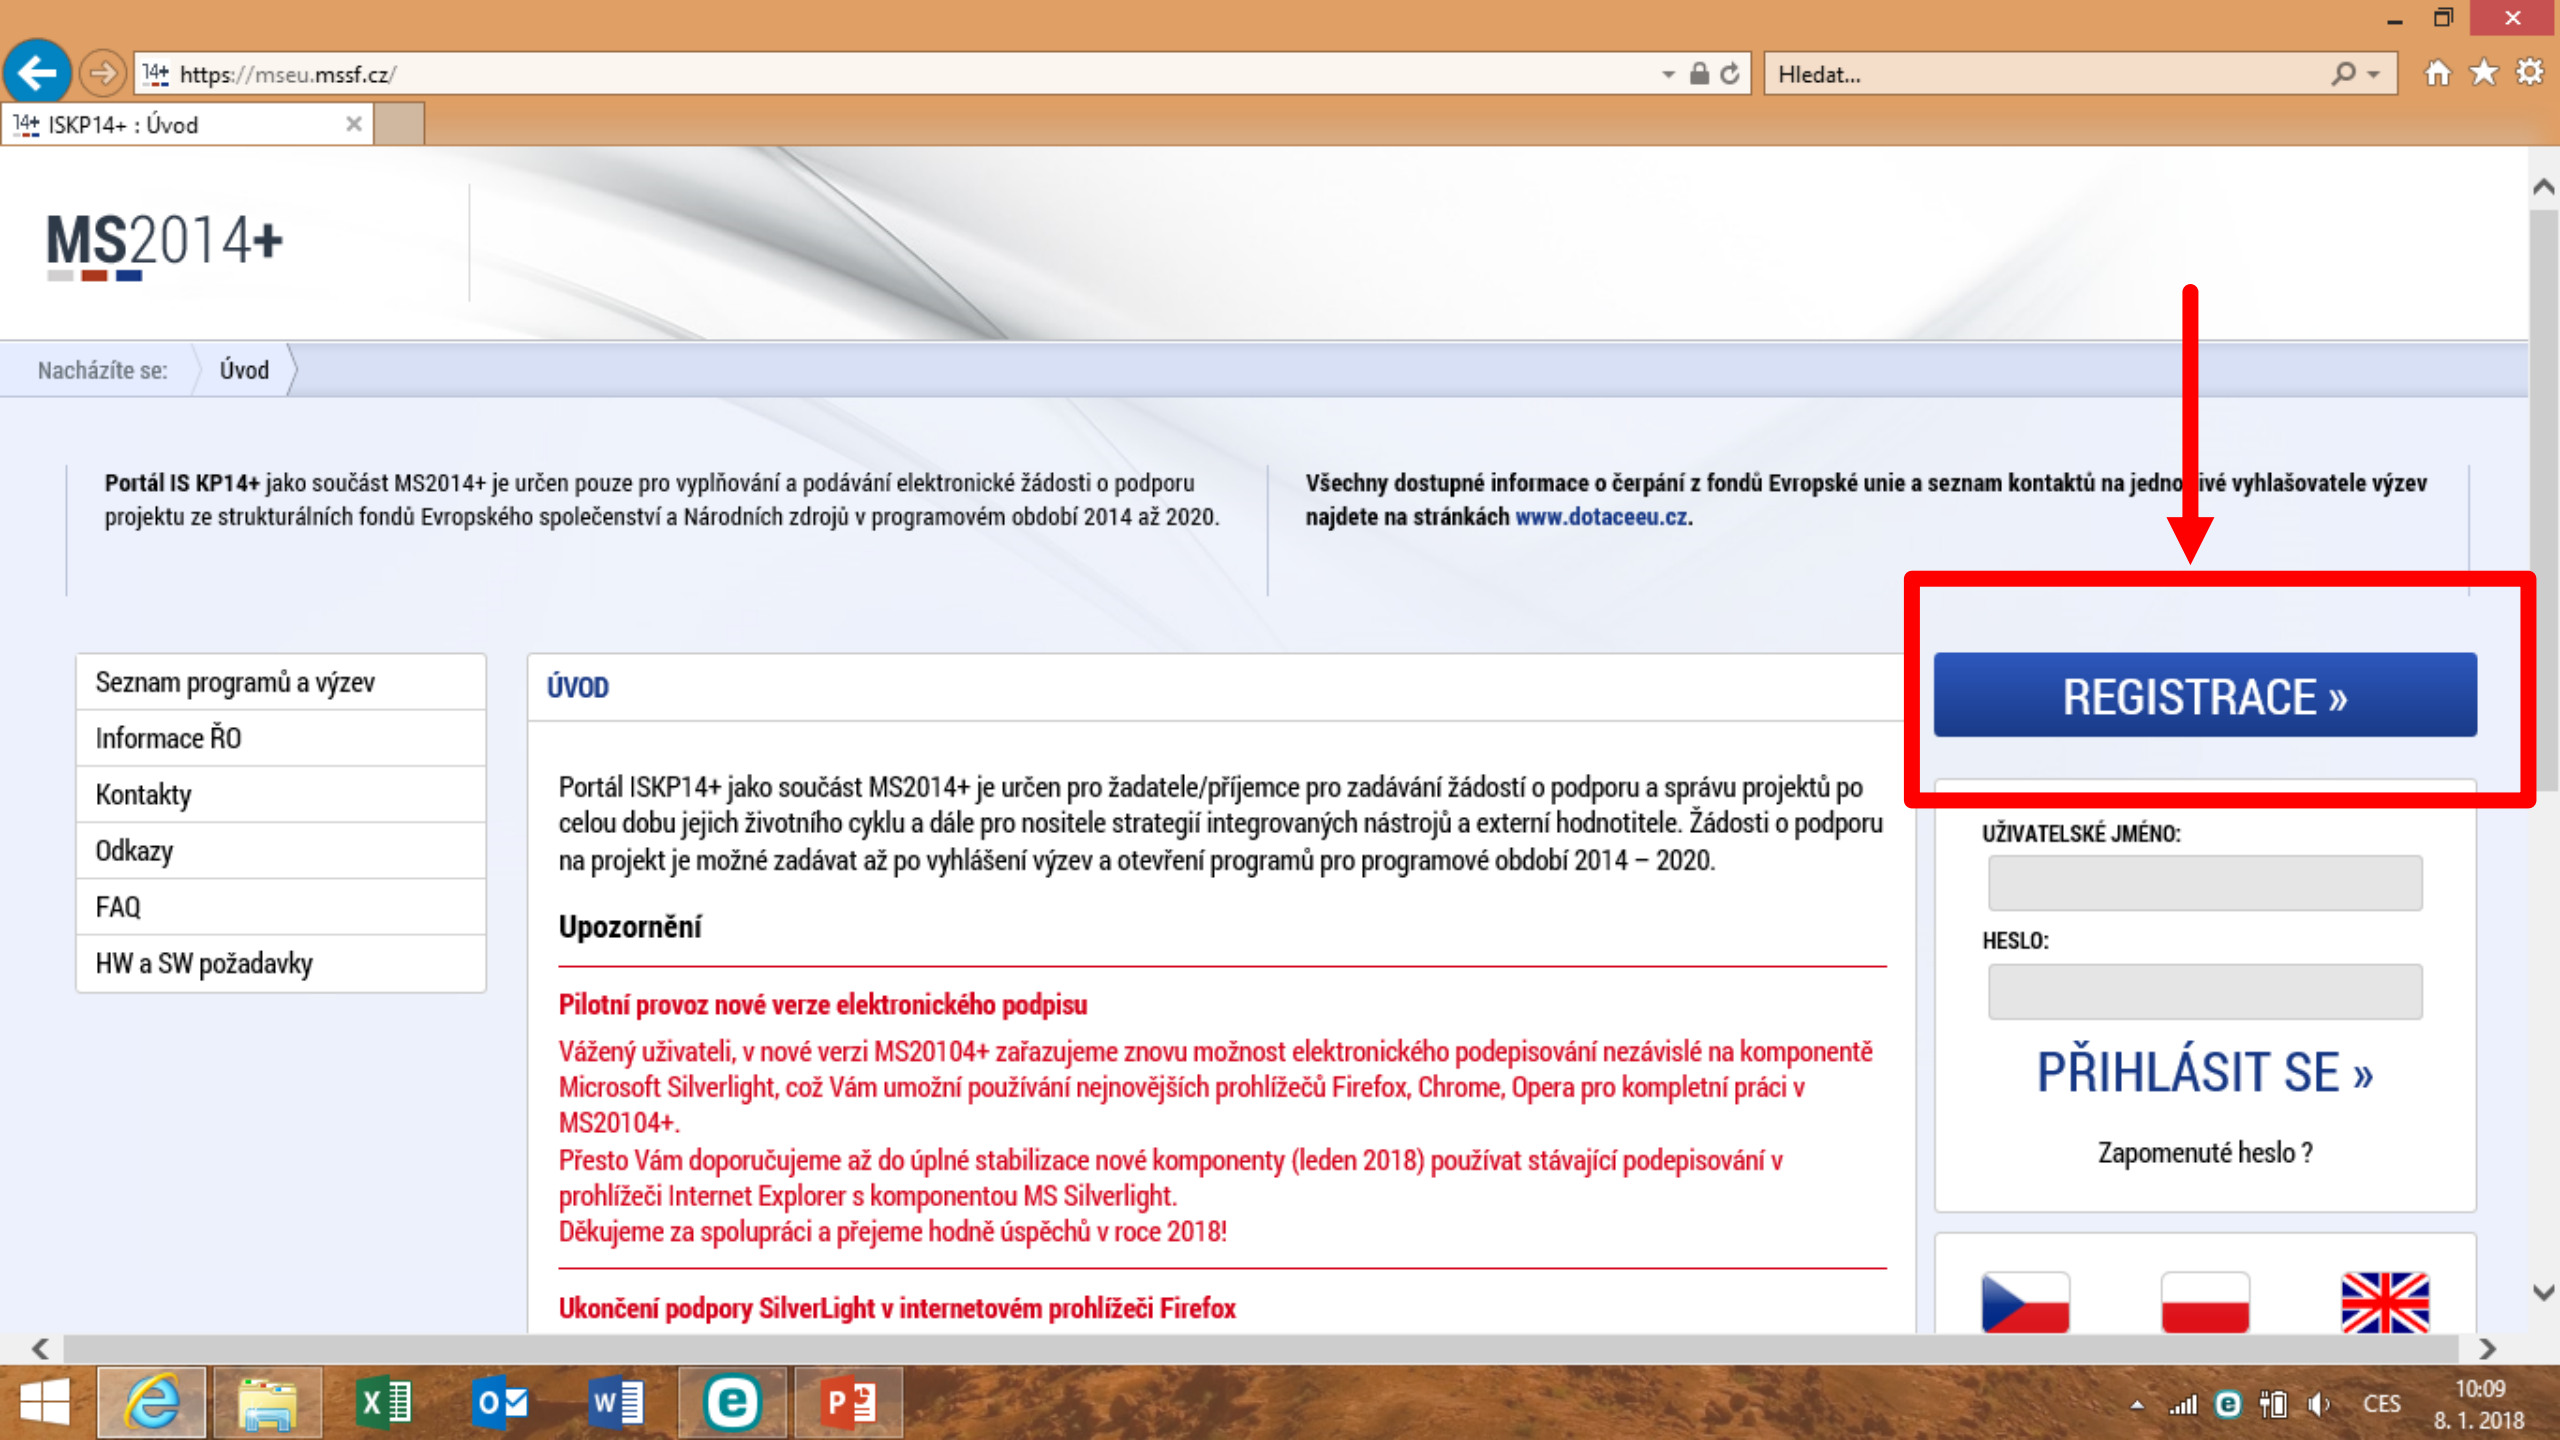 https://mseu.mssf.cz/
Hledat...
14+ ISKP14+ : Úvod
MS2014+
Nacházíte se: Úvod
Portál IS KP14+ jako součást MS2014+ je určen pouze pro vyplňování a podávání elektronické žádosti o podporu
projektu ze strukturálních fondů Evropského společenství a Národních zdrojů v programovém období 2014 až 2020.
Všechny dostupné informace o čerpání z fondů Evropské unie a seznam kontaktů na vyhlašovatele výzev
najdete na stránkách www.dotaceeu.cz.
Seznam programů a výzev
Informace ŘO
Kontakty
Odkazy
FAQ
HW a SW požadavky
ÚVOD
Portál ISKP14+ jako součást MS2014+ je určen pro žadatele/příjemce pro zadávání žádostí o podporu a správu projektů po
celou dobu jejich životního cyklu a dále pro nositele strategií integrovaných nástrojů a externí hodnotitele. Žádosti o podporu
na projekt je možné zadávat až po vyhlášení výzev a otevření programů pro programové období 2014 – 2020.
Upozornění
Pilotní provoz nové verze elektronického podpisu
Vážený uživateli, v nové verzi MS20104+ zařazujeme znovu možnost elektronického podepisování nezávislé na komponentě
Microsoft Silverlight, což Vám umožní používání nejnovějších prohlížečů Firefox, Chrome, Opera pro kompletní práci v
MS20104+.
Přesto Vám doporučujeme až do úplné stabilizace nové komponenty (leden 2018) používat stávající podepisování v
prohlížeči Internet Explorer s komponentou MS Silverlight.
Děkujeme za spolupráci a přejeme hodně úspěchů v roce 2018!
Ukončení podpory SilverLight v internetovém prohlížeči Firefox
REGISTRACE »
UŽIVATELSKÉ JMÉNO:
HESLO:
PŘIHLÁSIT SE »
Zapomenuté heslo ?
CES
10:09
8. 1. 2018